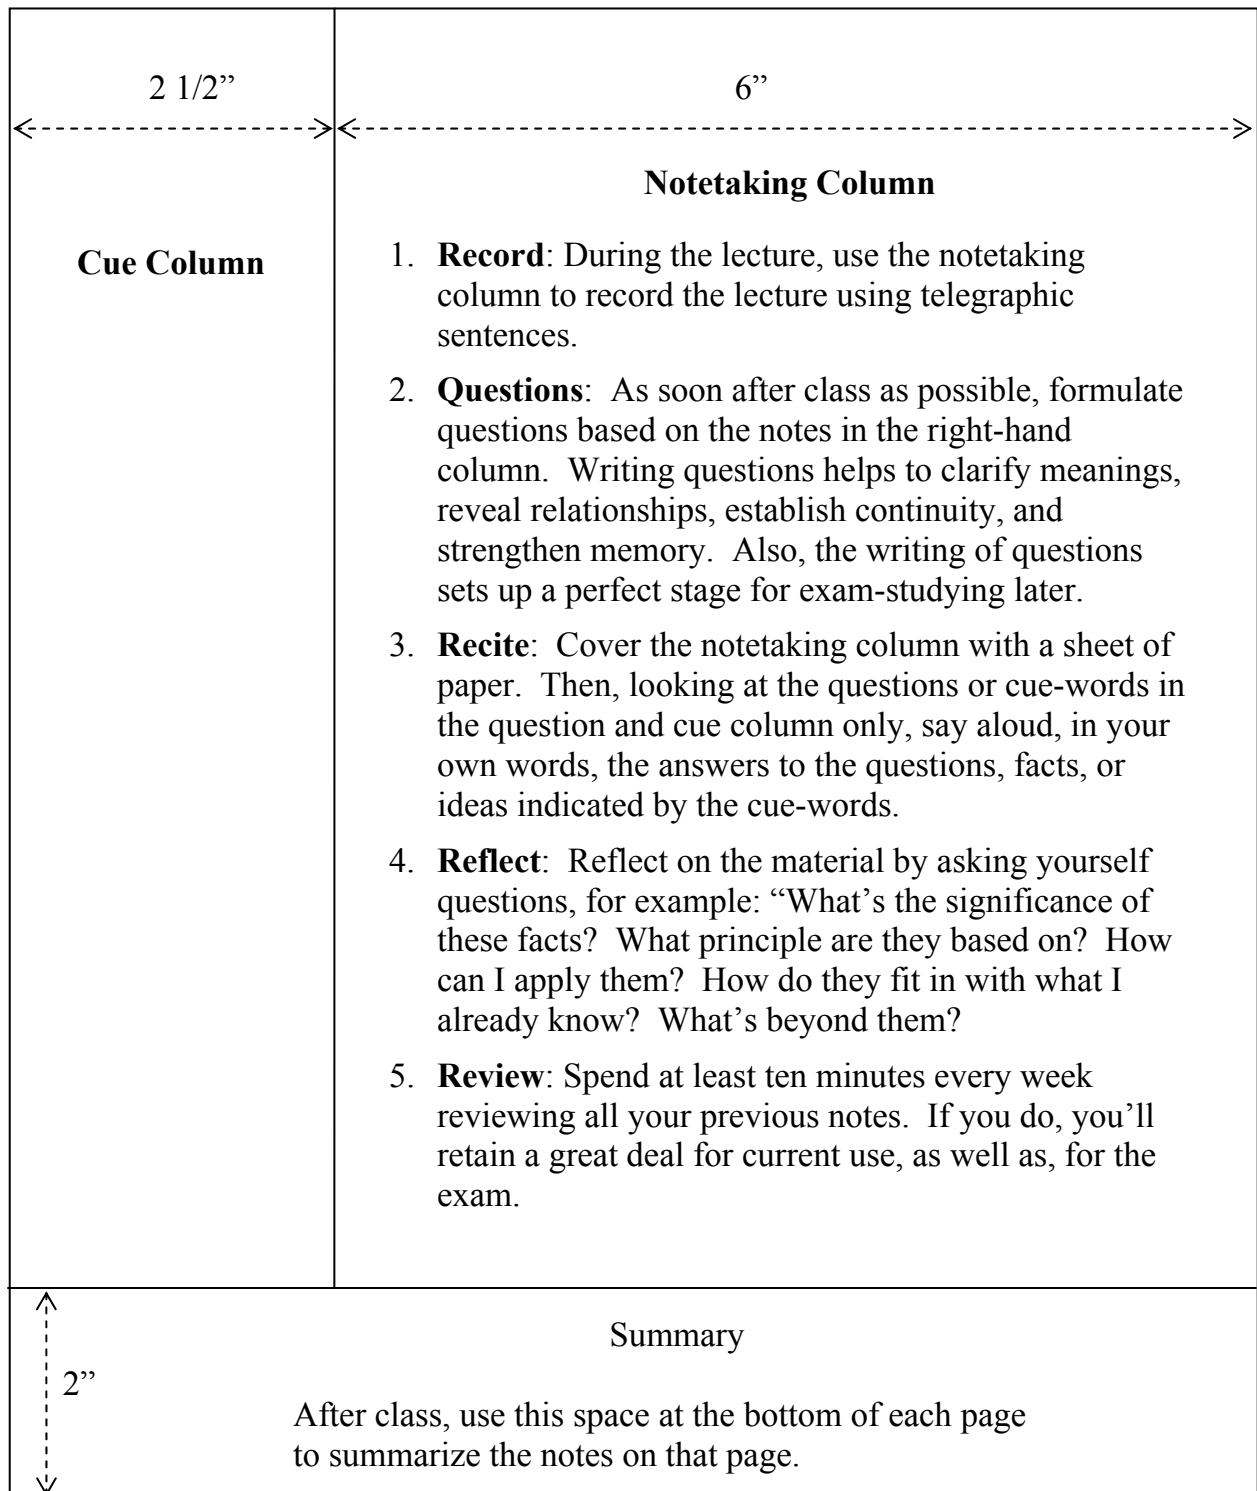 2 1/2”
6”
Notetaking Column
Cue Column
1. Record: During the lecture, use the notetaking
column to record the lecture using telegraphic
sentences.
2. Questions:  As soon after class as possible, formulate
questions based on the notes in the right-hand
column.  Writing questions helps to clarify meanings,
reveal relationships, establish continuity, and
strengthen memory.  Also, the writing of questions
sets up a perfect stage for exam-studying later.
3. Recite:  Cover the notetaking column with a sheet of
paper.  Then, looking at the questions or cue-words in
the question and cue column only, say aloud, in your
own words, the answers to the questions, facts, or
ideas indicated by the cue-words.
4. Reflect:  Reflect on the material by asking yourself
questions, for example: “What’s the significance of
these facts?  What principle are they based on?  How
can I apply them?  How do they fit in with what I
already know?  What’s beyond them?
5. Review: Spend at least ten minutes every week
reviewing all your previous notes.  If you do, you’ll
retain a great deal for current use, as well as, for the
exam.
Summary
2”
After class, use this space at the bottom of each page
to summarize the notes on that page.